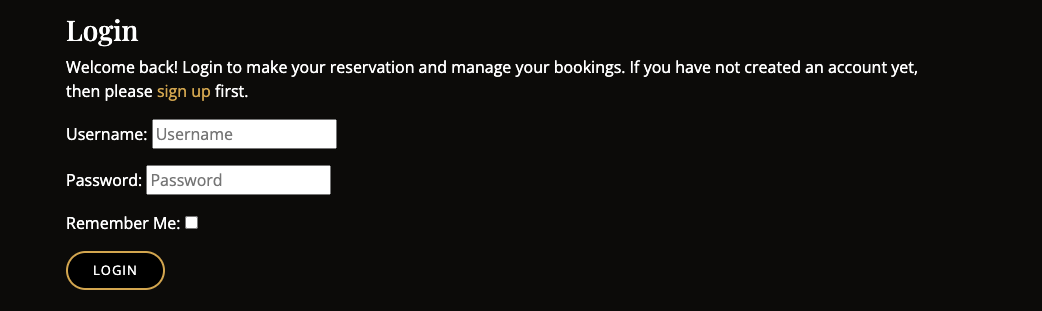 Login
Welcome back! Login to make your reservation and manage your bookings. If you have not created an account yet,
then please sign up first.
Username: Username
Password: Password
Remember Me:
LOGIN